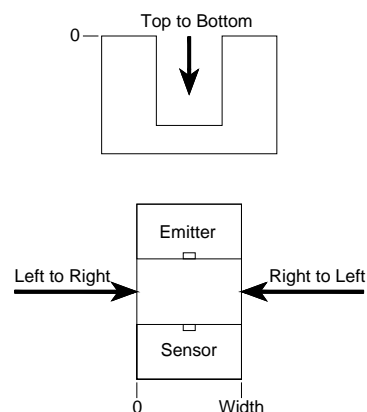 Top to Bottom
0
Emitter
Left to Right
Right to Left
Sensor
0
Width